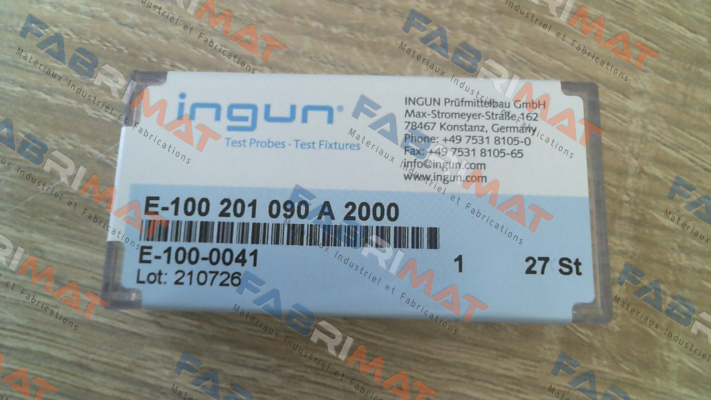 ingun®
Test Probes - Test Fixtures
INGUN Prüfmittelbau GmbH
Max-Stromeyer-Straße 162
78467 Konstanz, Germany
Phone: +49 7531 8105-0
Fax: +49 7531 8105-65
info@ingun.com
www.ingun.com
E-100 201 090 A 2000
E-100-0041
1
27 St
Lot: 210726
FABRIMAT
Materiaux Industriel et Fabrications